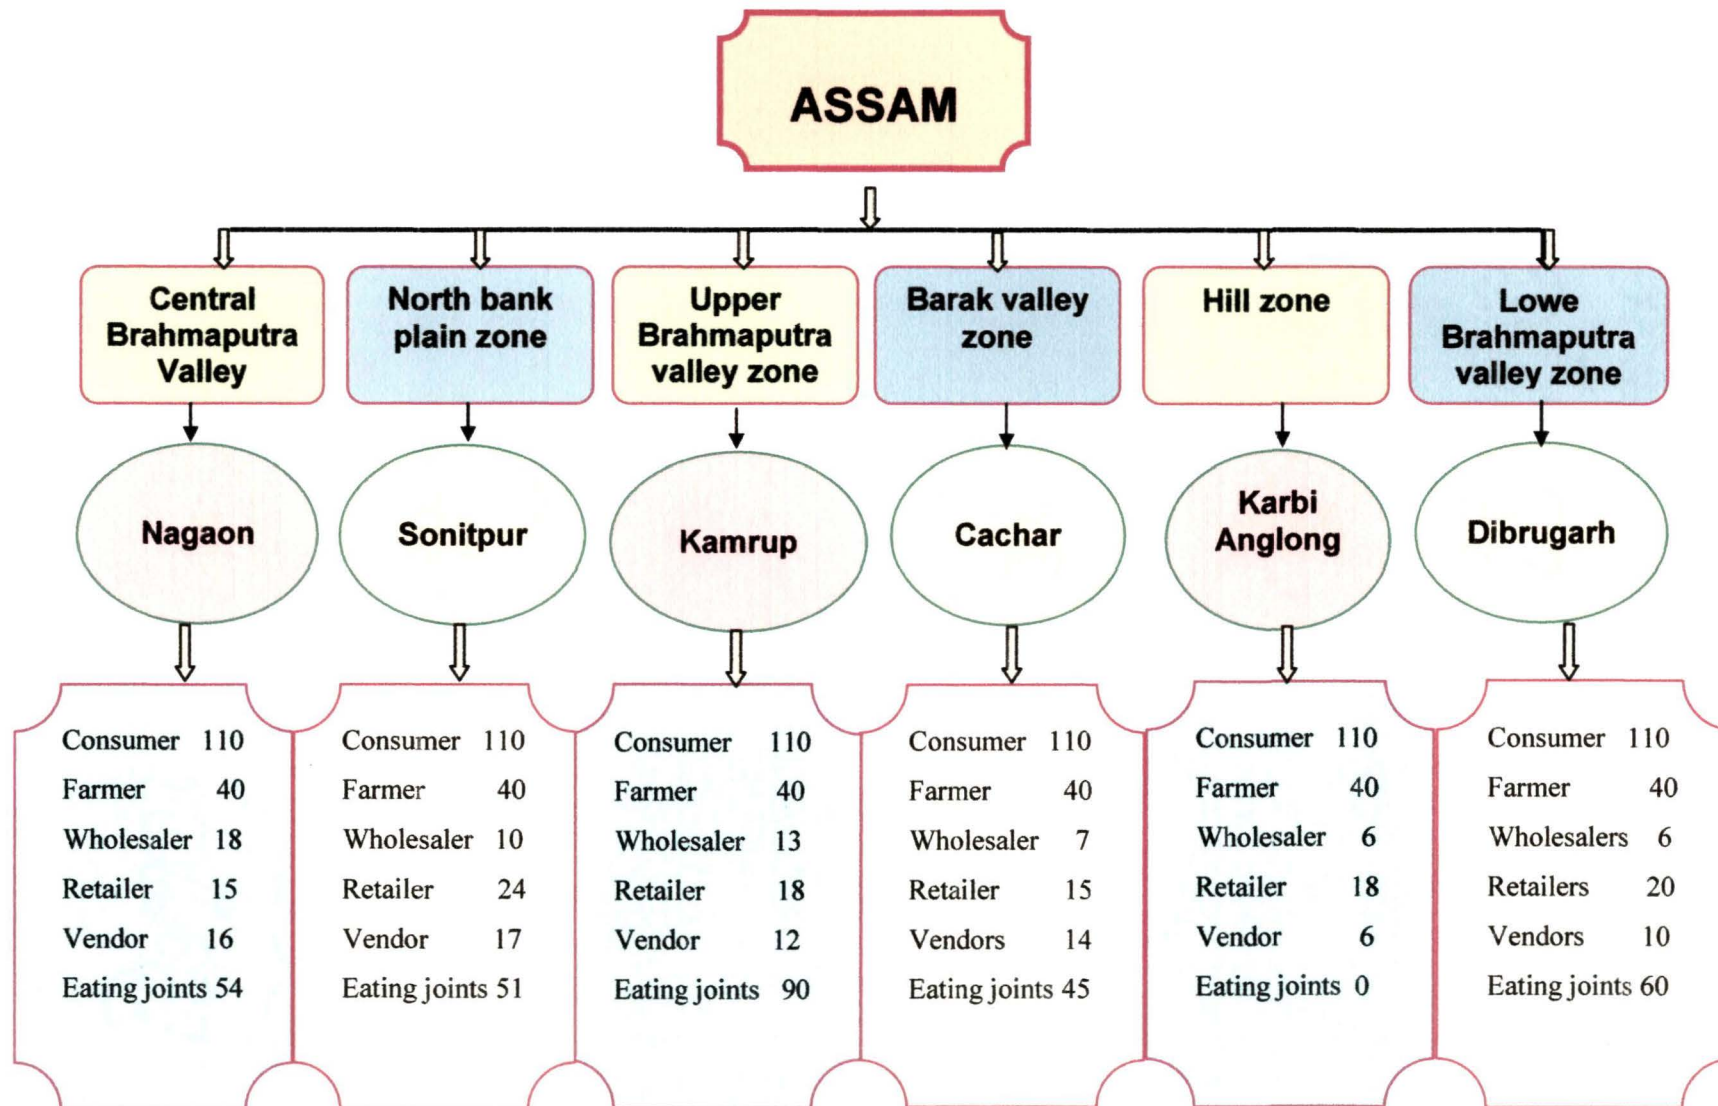 ASSAM
Central
Brahmaputra
Valley
North bank
plain zone
Upper
Brahmaputra
valley zone
Barak valley
zone
Hill zone
Lowe
Brahmaputra
valley zone
Nagaon
Sonitpur
Kamrup
Cachar
Karbi
Anglong
Dibrugarh
Consumer 110
Farmer 40
Wholesaler 18
Retailer 15
Vendor 16
Eating joints 54
Consumer 110
Farmer 40
Wholesaler 10
Retailer 24
Vendor 17
Eating joints 51
Consumer 110
Farmer 40
Wholesaler 13
Retailer 18
Vendor 12
Eating joints 90
Consumer 110
Farmer 40
Wholesaler 7
Retailer 15
Vendors 14
Eating joints 45
Consumer 110
Farmer 40
Wholesaler 6
Retailer 18
Vendor 6
Eating joints 0
Consumer 110
Farmer 40
Wholesalers 6
Retailers 20
Vendors 10
Eating joints 60